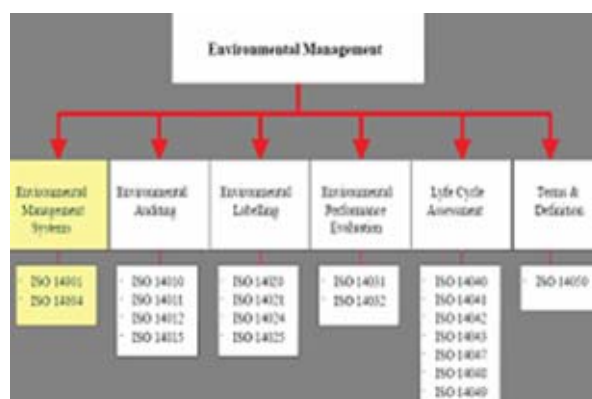 Environmental Management
Environmental
Management
Systems
Environmental
Auditing
Environmental
Labelling
Environmental
Performance
Evaluation
Lyfe Cycle
Assessment
Terms &
Definition
· ISO 14001
· ISO 14004
· ISO 14010
· ISO 14011
· ISO 14012
· ISO 14015
· ISO 14020
· ISO 14021
· ISO 14024
· ISO 14025
· ISO 14031
· ISO 14032
· ISO 14040
· ISO 14041
· ISO 14042
· ISO 14043
· ISO 14047
· ISO 14048
· ISO 14049
· ISO 14050